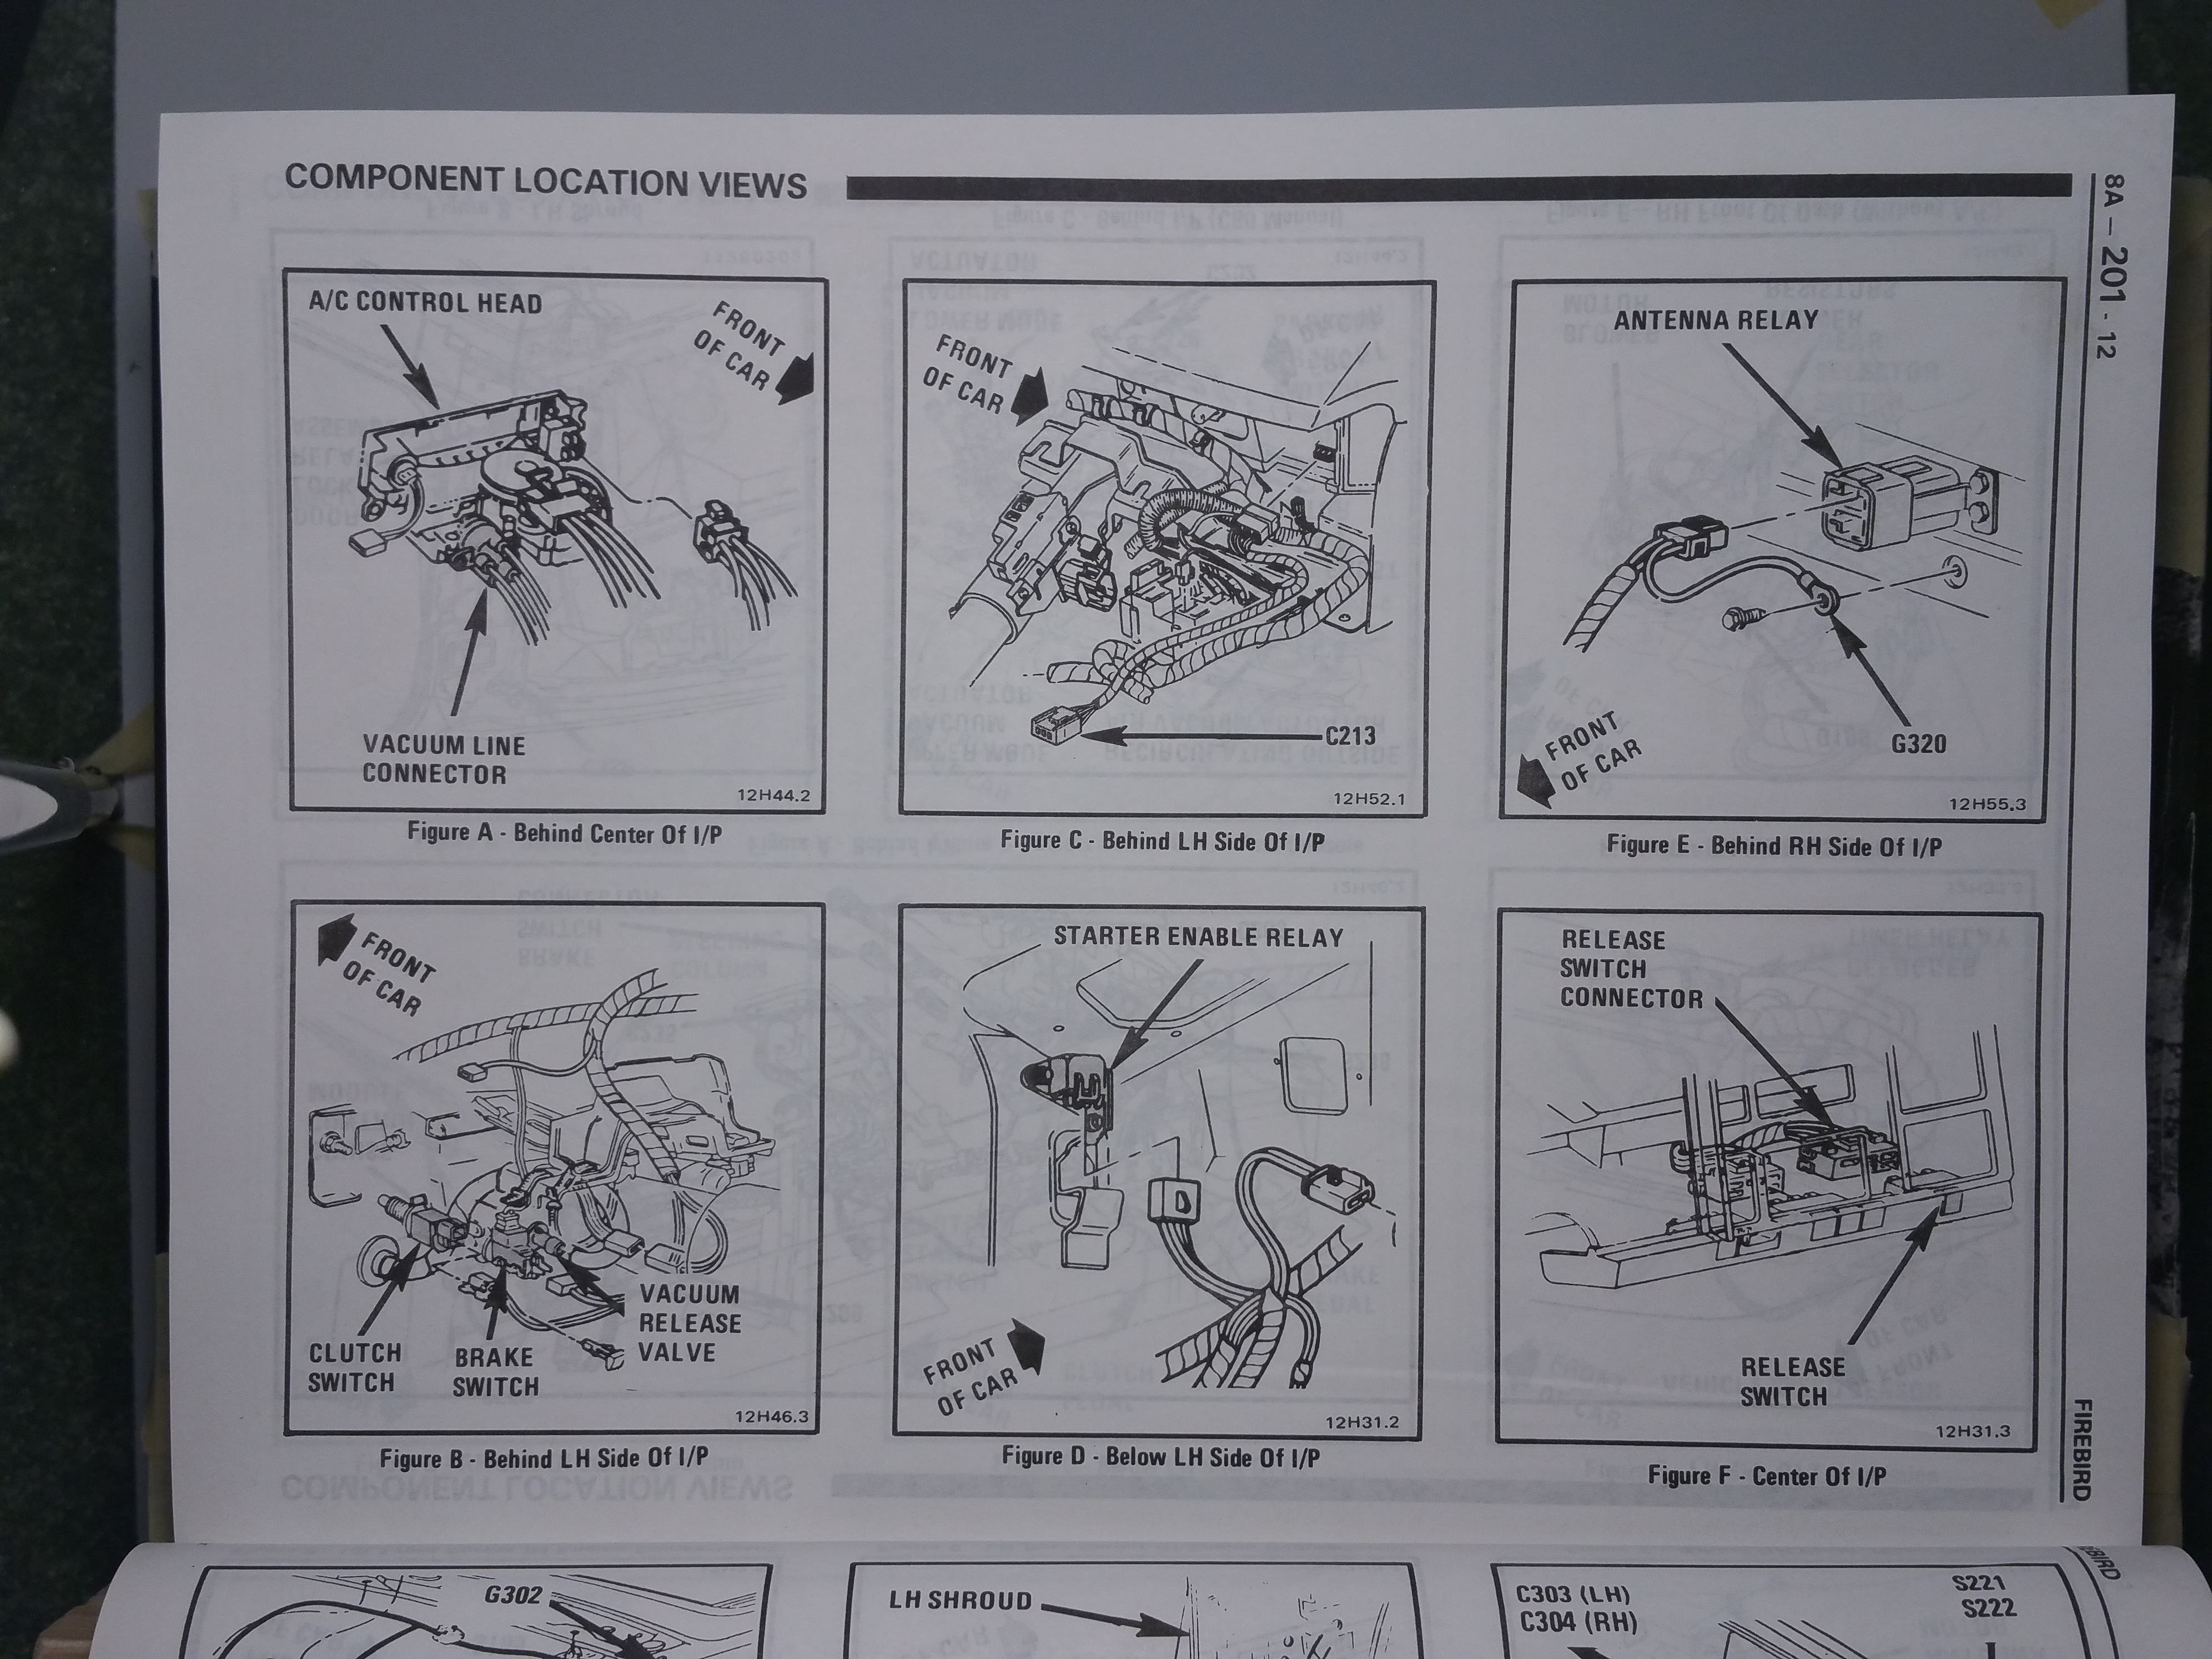 COMPONENT LOCATION VIEWS
8A – 201 - 12
A/C CONTROL HEAD
FRONT
OF CAR
VACUUM LINE
CONNECTOR
12H44.2
Figure A - Behind Center Of I/P
FRONT
OF CAR
C213
12H52.1
Figure C - Behind LH Side Of I/P
ANTENNA RELAY
G320
FRONT
OF CAR
12H55.3
Figure E - Behind RH Side Of I/P
FRONT
OF CAR
CLUTCH
SWITCH
BRAKE
SWITCH
VACUUM
RELEASE
VALVE
12H46.3
Figure B - Behind LH Side Of I/P
STARTER ENABLE RELAY
FRONT
OF CAR
12H31.2
Figure D - Below LH Side Of I/P
RELEASE
SWITCH
CONNECTOR
RELEASE
SWITCH
12H31.3
Figure F - Center Of I/P
FIREBIRD
G302
LH SHROUD
C303 (LH)
C304 (RH)
S221
S222